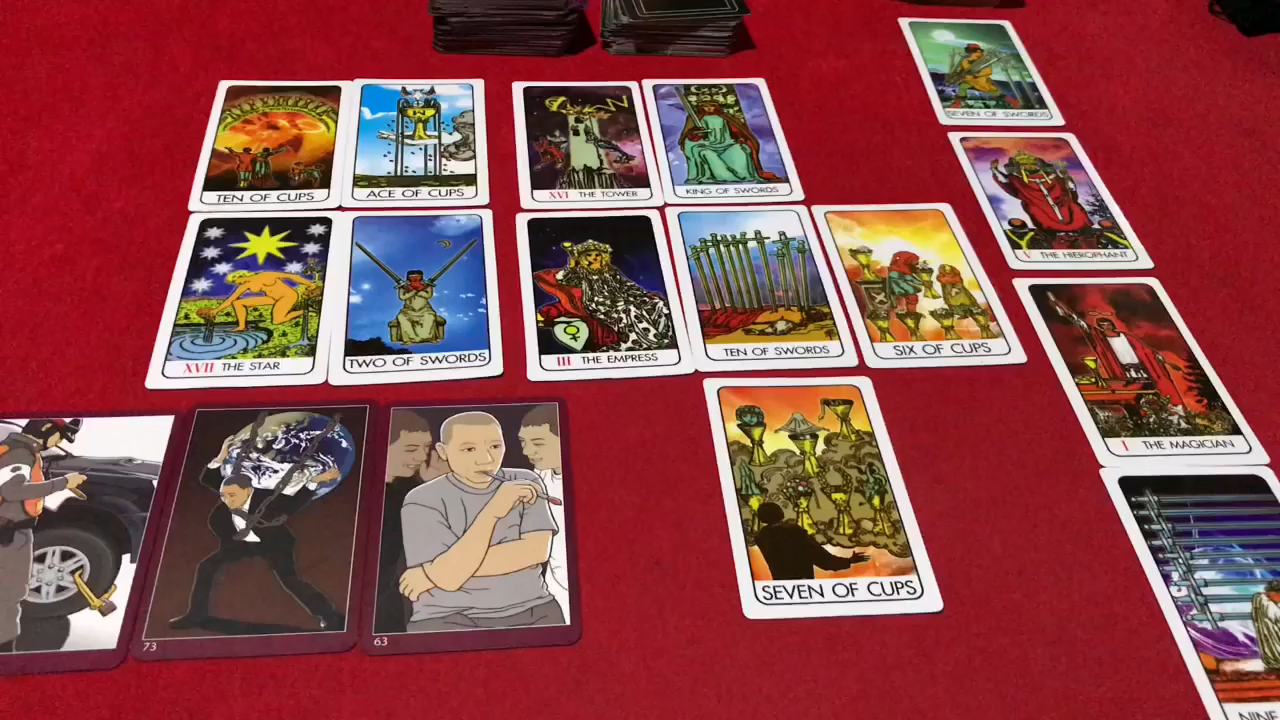 SEVEN OF SWORDS
TEN OF CUPS
ACE OF CUPS
XVI THE TOWER
KING OF SWORDS
V THE HIEROPHANT
XVII THE STAR
TWO OF SWORDS
III THE EMPRESS
TEN OF SWORDS
SIX OF CUPS
I THE MAGICIAN
SEVEN OF CUPS
73
63
NINE